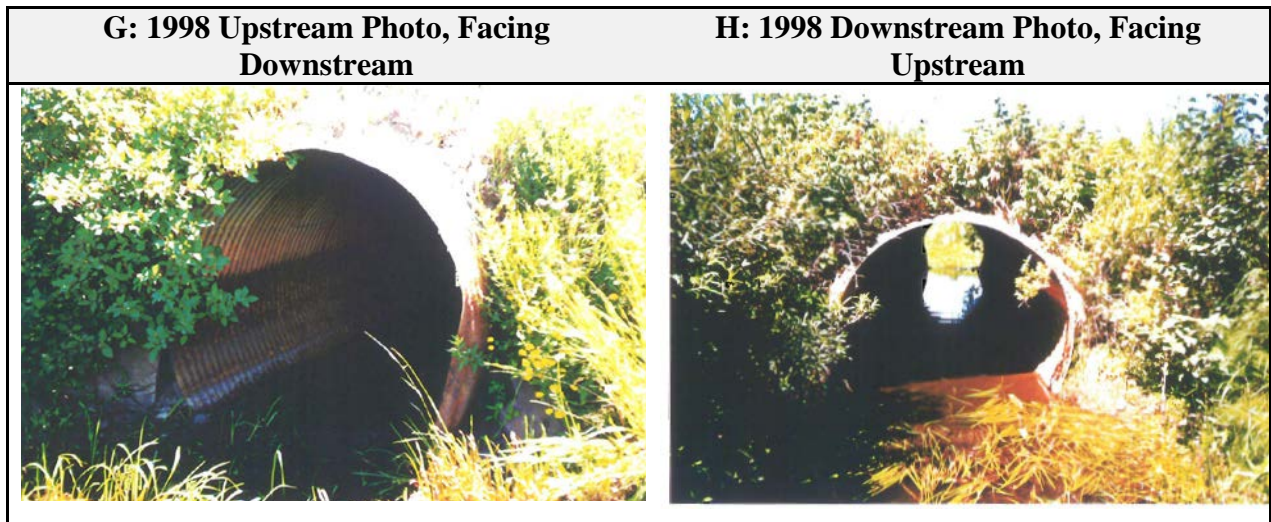 G: 1998 Upstream Photo, Facing
Downstream
H: 1998 Downstream Photo, Facing
Upstream